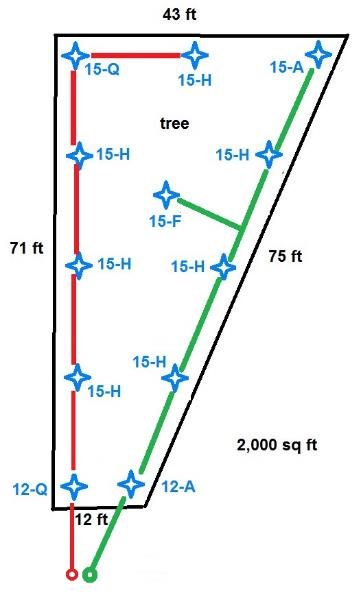 43 ft
15-Q
15-H
15-A
tree
15-H
15-H
15-F
71 ft
15-H
15-H
75 ft
15-H
15-H
2,000 sq ft
12-Q
12-A
12 ft